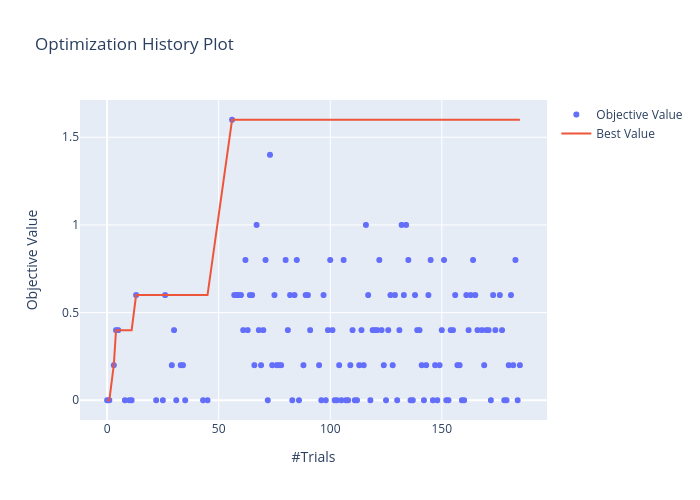 Optimization History Plot
Objective Value
Best Value
1.5
1
0.5
0
Objective Value
0
50
100
150
#Trials